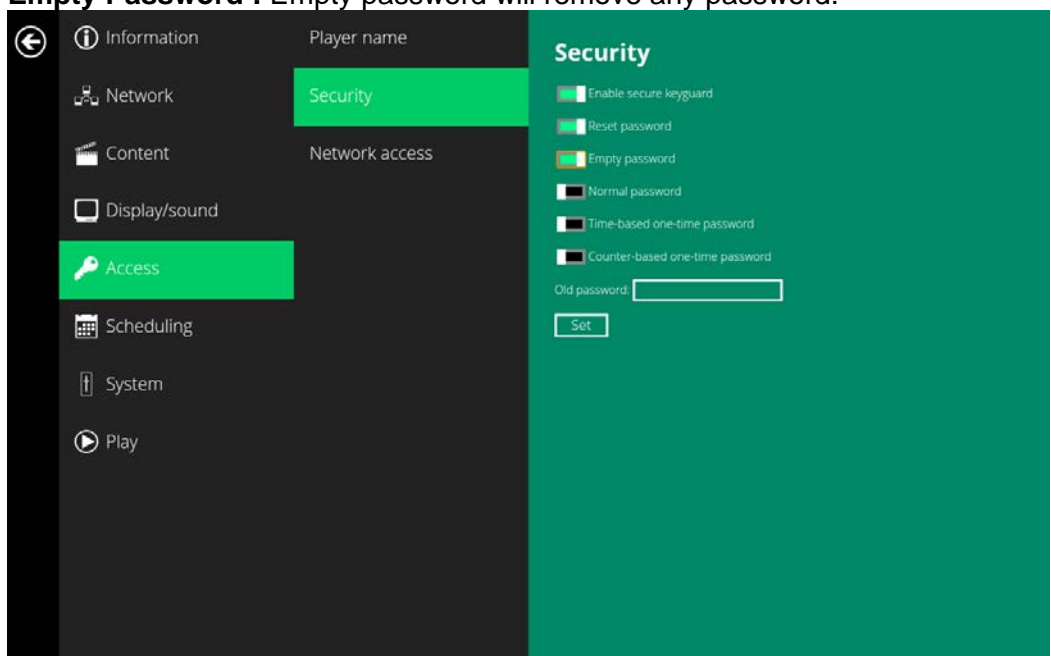 Empty Password : Empty password will remove any password.
Information
Network
Content
Display/sound
Access
Scheduling
System
Play
Player name
Security
Network access
Security
Enable secure keyguard
Reset password
Empty password
Normal password
Time-based one-time password
Counter-based one-time password
Old password:
Set